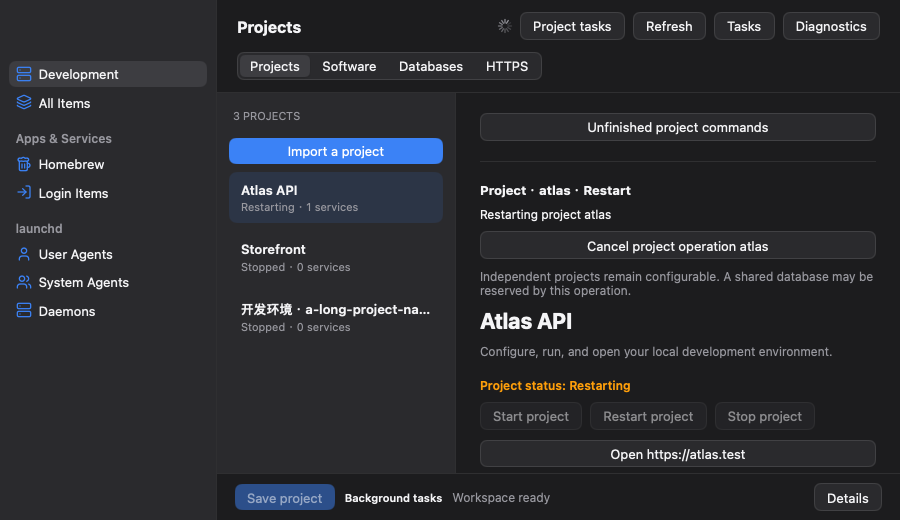 Development
All Items
Apps & Services
Homebrew
Login Items
launchd
User Agents
System Agents
Daemons
Projects
Project tasks
Refresh
Tasks
Diagnostics
Projects
Software
Databases
HTTPS
3 PROJECTS
Import a project
Atlas API
Restarting · 1 services
Storefront
Stopped · 0 services
开发环境 · a-long-project-na...
Stopped · 0 services
Unfinished project commands
Project · atlas · Restart
Restarting project atlas
Cancel project operation atlas
Independent projects remain configurable. A shared database may be
reserved by this operation.
Atlas API
Configure, run, and open your local development environment.
Project status: Restarting
Start project
Restart project
Stop project
Open https://atlas.test
Save project
Background tasks
Workspace ready
Details